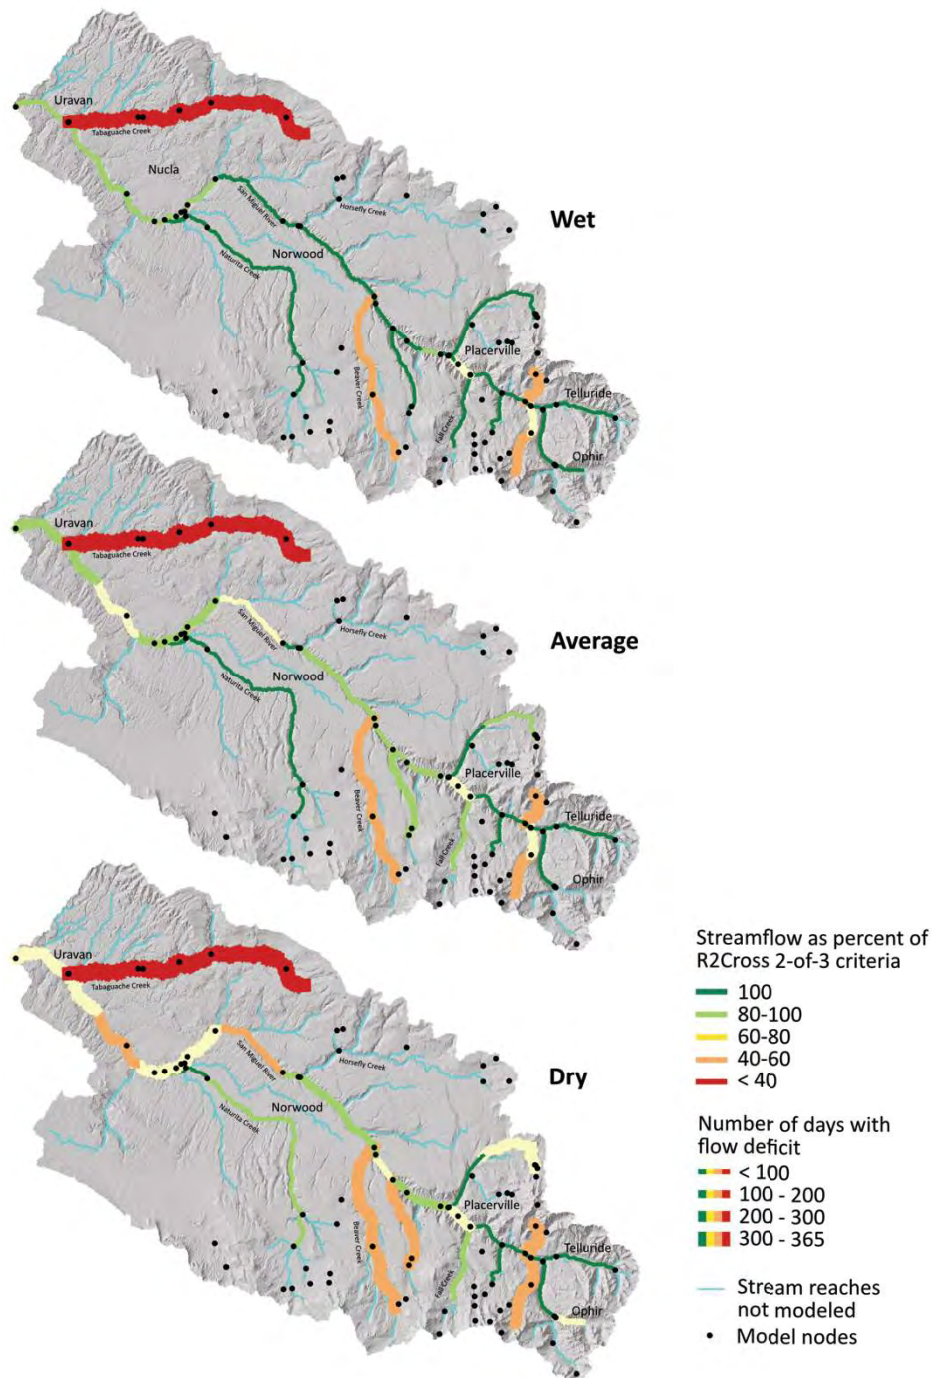 Uravan
Tabaguache Creek
Nucla
San Miguel River
Horsefly Creek
Wet
Norwood
Naturita Creek
Placerville
Beaver Creek
Fall Creek
Telluride
Ophir
Uravan
Tabaguache Creek
San Miguel River
Horsefly Creek
Average
Norwood
Naturita Creek
Placerville
Beaver Creek
Fall Creek
Telluride
Ophir
Uravan
Tabaguache Creek
San Miguel River
Horsefly Creek
Dry
Norwood
Naturita Creek
Placerville
Beaver Creek
Fall Creek
Telluride
Ophir
Streamflow as percent of
R2Cross 2-of-3 criteria
100
80-100
60-80
40-60
< 40
Number of days with
flow deficit
< 100
100 - 200
200 - 300
300 - 365
Stream reaches
not modeled
Model nodes